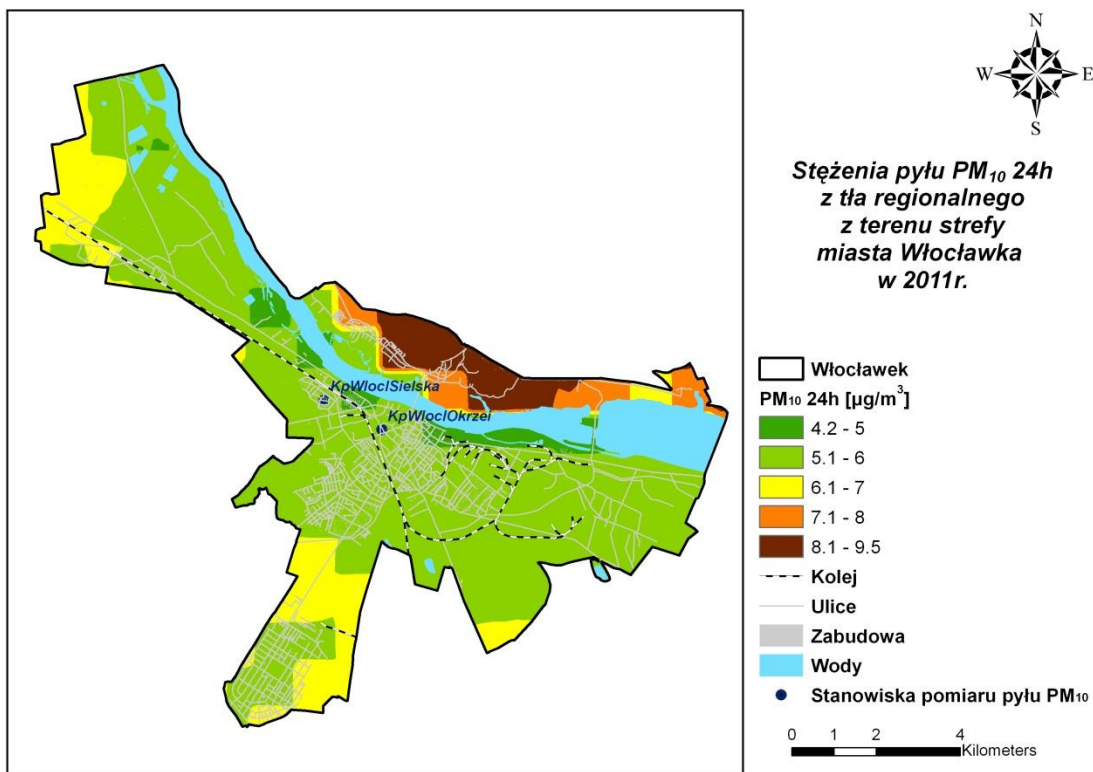 N
W E
S
Stężenia pyłu PM₁₀ 24h
z tła regionalnego
z terenu strefy
miasta Włocławka
w 2011r.
KpWloclSielska
KpWloclOkrzei
Włocławek
PM₁₀ 24h [µg/m³]
4.2 - 5
5.1 - 6
6.1 - 7
7.1 - 8
8.1 - 9.5
Kolej
Ulice
Zabudowa
Wody
Stanowiska pomiaru pyłu PM₁₀
0 1 2 4
Kilometers